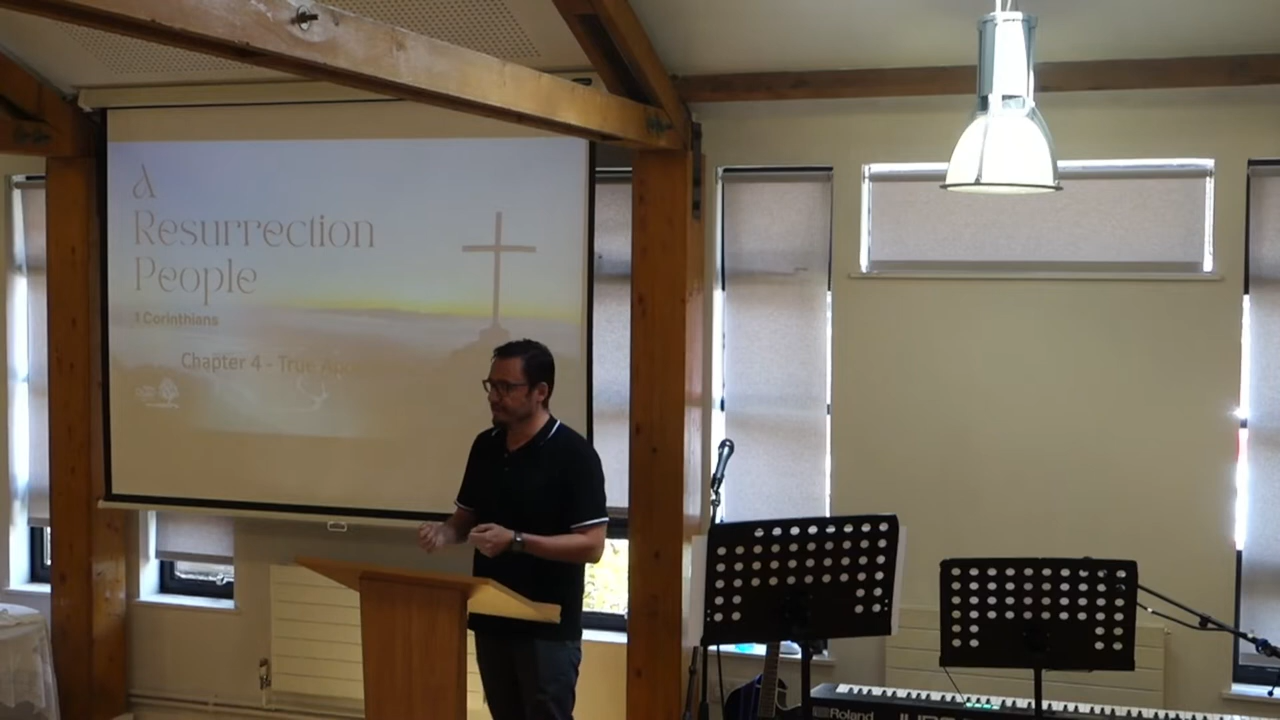 A
Resurrection
People
1 Corinthians
Chapter 4 - True
Roland